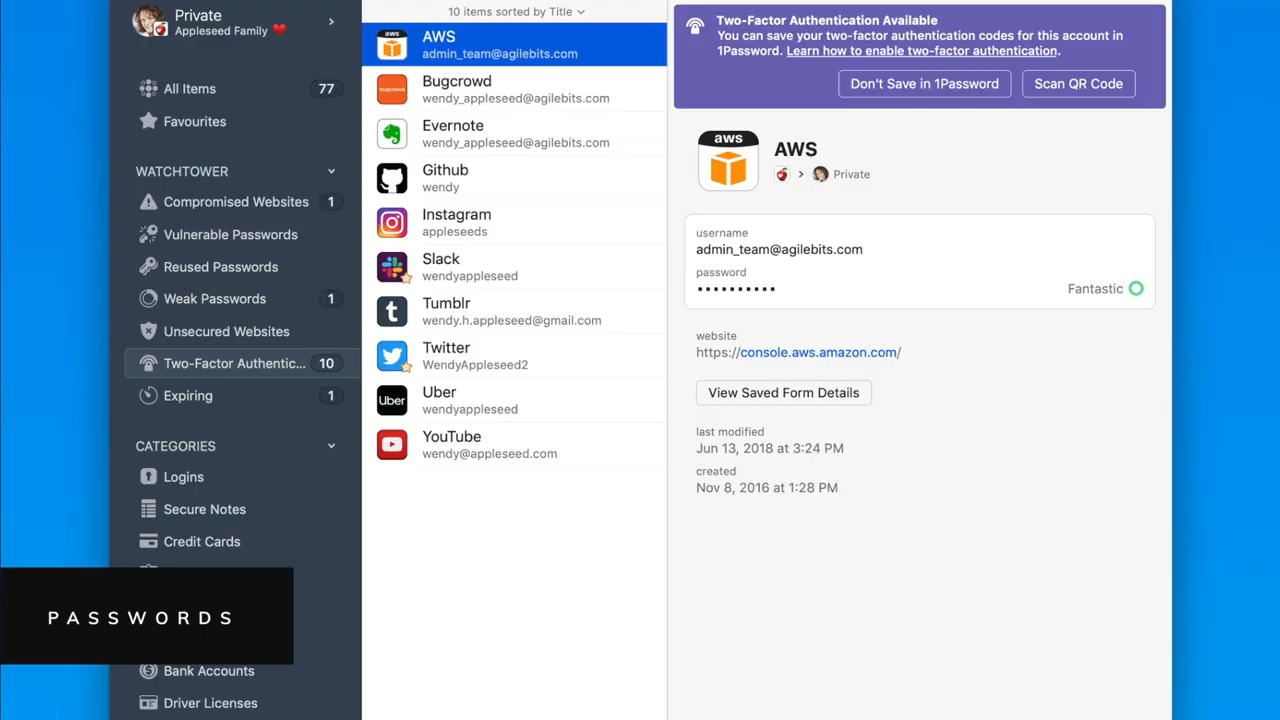 Private
Appleseed Family ❤️
All Items 77
Favourites
WATCHTOWER
Compromised Websites 1
Vulnerable Passwords
Reused Passwords
Weak Passwords 1
Unsecured Websites
Two-Factor Authentic... 10
Expiring 1
CATEGORIES
Logins
Secure Notes
Credit Cards
PASSWORDS
Bank Accounts
Driver Licenses
10 items sorted by Title
aws
AWS
admin_team@agilebits.com
bugcrowd
Bugcrowd
wendy_appleseed@agilebits.com
Evernote
wendy_appleseed@agilebits.com
Github
wendy
Instagram
appleseeds
Slack
wendyappleseed
t
Tumblr
wendy.h.appleseed@gmail.com
Twitter
WendyAppleseed2
Uber
Uber
wendyappleseed
YouTube
wendy@appleseed.com
Two-Factor Authentication Available
You can save your two-factor authentication codes for this account in
1Password. Learn how to enable two-factor authentication.
Don't Save in 1Password
Scan QR Code
aws
AWS
Private
username
admin_team@agilebits.com
password
••••••••••
Fantastic
website
https://console.aws.amazon.com/
View Saved Form Details
last modified
Jun 13, 2018 at 3:24 PM
created
Nov 8, 2016 at 1:28 PM